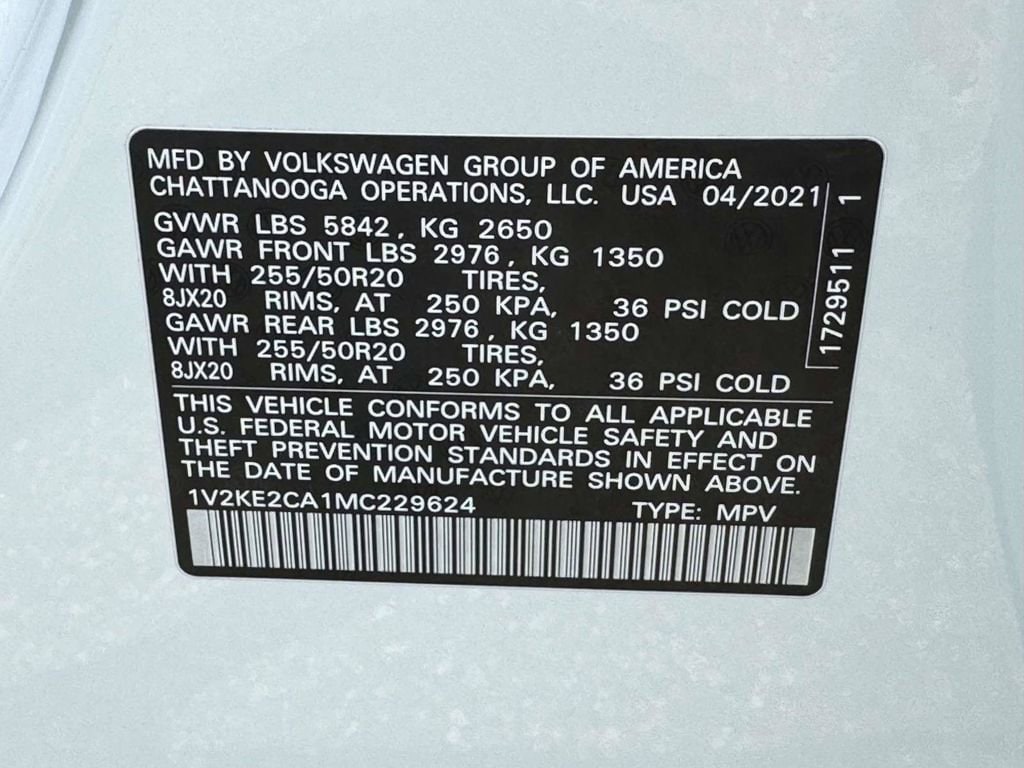 MFD BY VOLKSWAGEN GROUP OF AMERICA
CHATTANOOGA OPERATIONS, LLC. USA 04/2021
GVWR LBS 5842, KG 2650
GAWR FRONT LBS 2976, KG 1350
WITH 255/50R20 TIRES,
8JX20 RIMS, AT 250 KPA, 36 PSI COLD
GAWR REAR LBS 2976, KG 1350
WITH 255/50R20 TIRES,
8JX20 RIMS, AT 250 KPA, 36 PSI COLD
1729511 1
THIS VEHICLE CONFORMS TO ALL APPLICABLE
U.S. FEDERAL MOTOR VEHICLE SAFETY AND
THEFT PREVENTION STANDARDS IN EFFECT ON
THE DATE OF MANUFACTURE SHOWN ABOVE.
1V2KE2CA1MC229624 TYPE: MPV